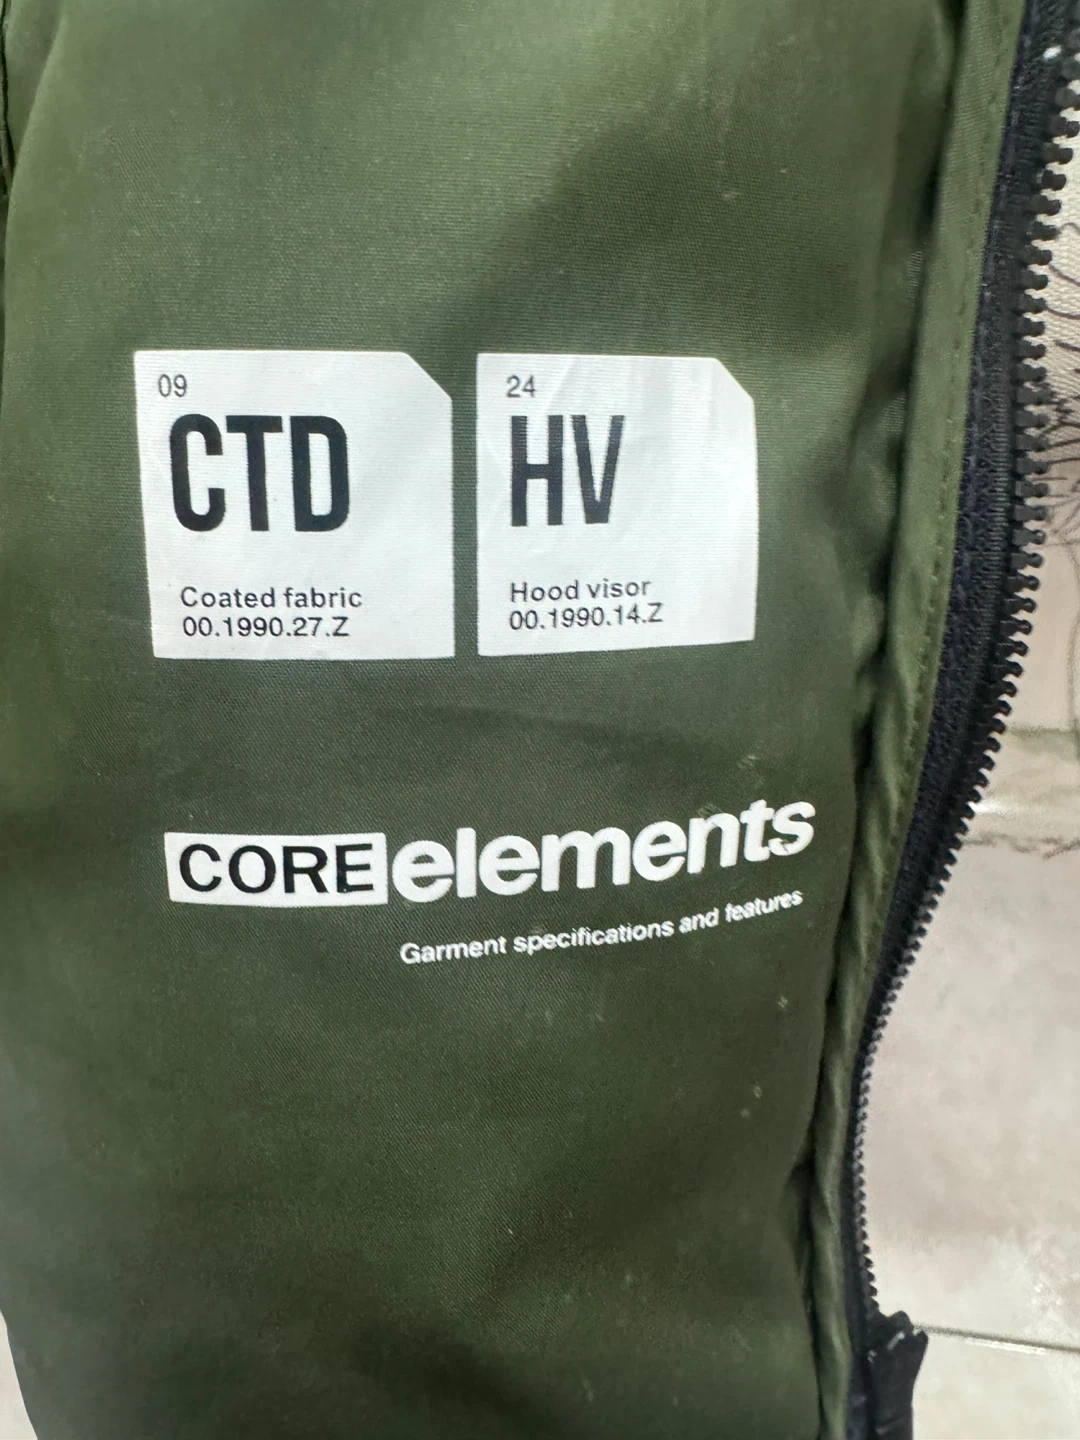 09
CTD
Coated fabric
00.1990.27.Z
24
HV
Hood visor
00.1990.14.Z
CORE elements
Garment specifications and features